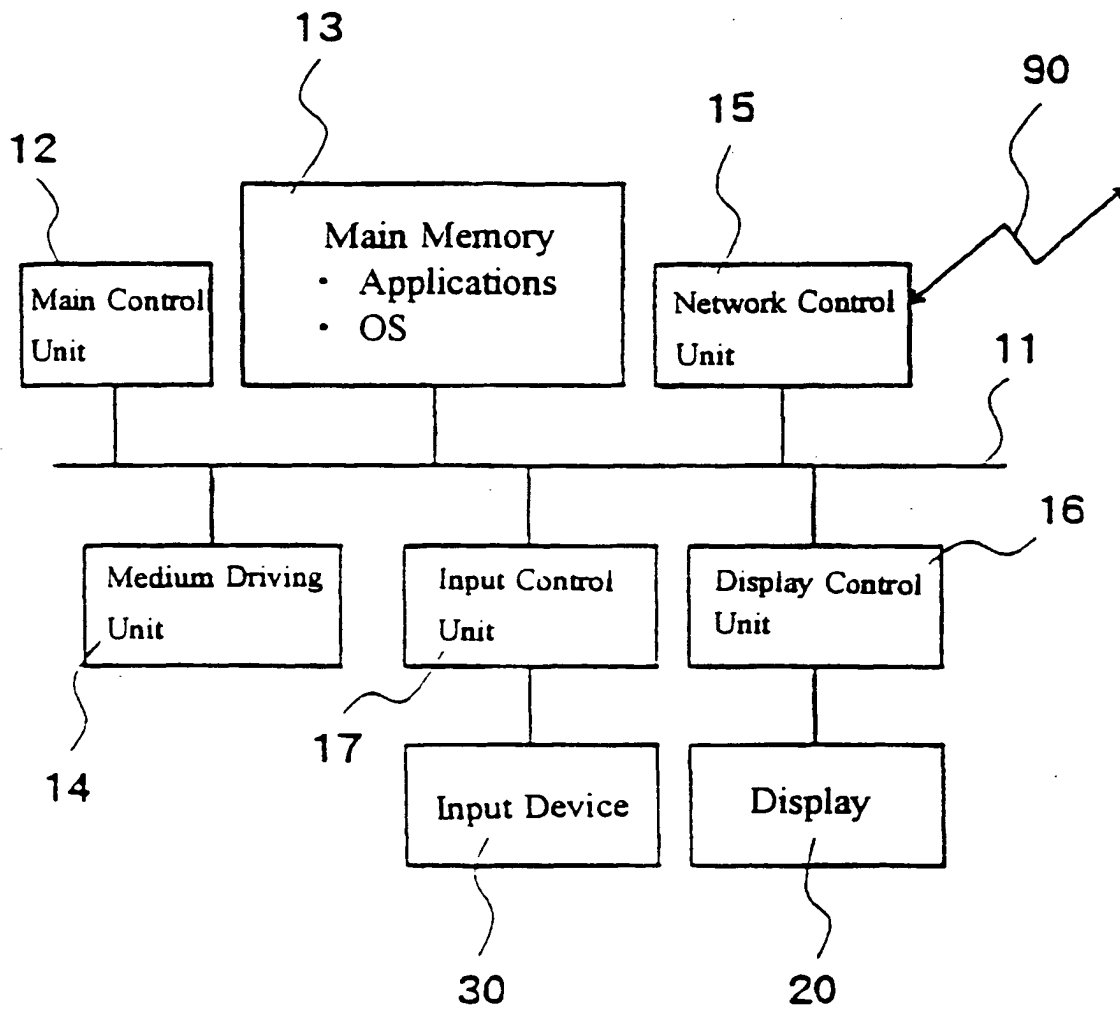 13
90
15
12
Main Memory
· Applications
· OS
Main Control
Unit
Network Control
Unit
11
16
Medium Driving
Unit
Input Control
Unit
Display Control
Unit
14
17
Input Device
Display
30
20